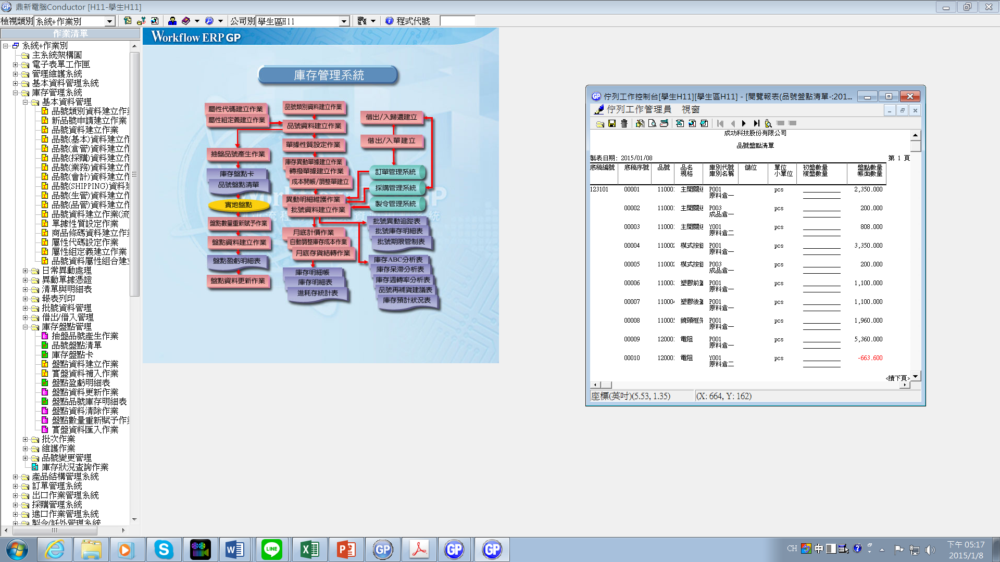 鼎新電腦Conductor [H11-學生H11]
檢視類別 系統+作業別 公司別 學生區H11 程式代號
作業清單
系統+作業別
主系統架構圖
電子表單工作匣
管理維護系統
基本資料管理系統
庫存管理系統
基本資料管理
品號類別資料建立作業
新品號申請建立作業
品號資料建立作業
品號(基本)資料建立作
品號(倉管)資料建立作
品號(採購)資料建立作
品號(業務)資料建立作
品號(會計)資料建立作
品號(SHIPPING)資料建
品號(生管)資料建立作
品號(品管)資料建立作
品號資料建立作業(流
單據性質設定作業
商品條碼資料建立作業
屬性代碼設定作業
屬性組定義建立作業
品號資料屬性組合建立
日常異動處理
異動單據憑證
清單與明細表
報表列印
批號資料管理
借出/借入管理
庫存盤點管理
抽盤品號產生作業
品號盤點清單
庫存盤點卡
盤點資料建立作業
實盤資料補入作業
盤點盈虧明細表
盤點資料更新作業
盤點品號庫存明細表
盤點資料清除作業
盤點數量重新賦予作業
實盤資料匯入作業
批次作業
維護作業
品號變更管理
庫存狀況查詢作業
產品結構管理系統
訂單管理系統
出口作業管理系統
採購管理系統
進口作業管理系統
製令/託外管理系統
Workflow ERP GP
庫存管理系統
屬性代碼建立作業
屬性組定義建立作業
抽盤品號產生作業
庫存盤點卡
品號盤點清單
實地盤點
盤點數量重新賦予作業
盤點資料建立作業
盤點盈虧明細表
盤點資料更新作業
品號類別資料建立作業
品號資料建立作業
單據性質設定作業
庫存異動單據建立作業
轉撥單據建立作業
成本開帳/調整單建立
異動明細維護作業
批號資料建立作業
月底計價作業
自動調整庫存成本作業
月底存貨結轉作業
庫存明細帳
庫存明細表
進耗存統計表
借出/入歸還建立
借出/入單建立
訂單管理系統
採購管理系統
製令管理系統
批號異動追蹤表
批號庫存明細表
批號期限管制表
庫存ABC分析表
庫存呆滯分析表
庫存週轉率分析表
品號再補貨建議表
庫存預計狀況表
佇列工作控制台[學生H11][學生區H11] - [閱覽報表(品號盤點清單-:201...
佇列工作管理員 視窗
成功科技股份有限公司
品號盤點清單
製表日期: 2015/01/08 第 1 頁
底稿編號 底稿序號 品號 品名 庫別代號 儲位 單位 初盤數量 盤點數量
規格 庫別名稱 小單位 複盤數量 帳面數量
123101 00001 11000 主開關 P001 pcs 2,350.000
原料倉一
00002 11000 主開關 P003 pcs 200.000
成品倉一
00003 11000 主開關 Y001 pcs 808.000
原料倉二
00004 11000 模式按鈕 P001 pcs 3,350.000
原料倉一
00005 11000 模式按鈕 P003 pcs 200.000
成品倉一
00006 11000 塑膠前蓋 P001 pcs 1,100.000
原料倉一
00007 11000 塑膠後蓋 P001 pcs 1,100.000
原料倉一
00008 11000 鏡頭框 P001 pcs 1,960.000
原料倉一
00009 12000 電阻 P001 pcs 5,360.000
原料倉一
00010 12000 電阻 Y001 pcs -663.600
原料倉二
<續下頁>
座標(英吋)(5.53, 1.35) (X: 664, Y: 162)
CH 中
下午 05:17
2015/1/8